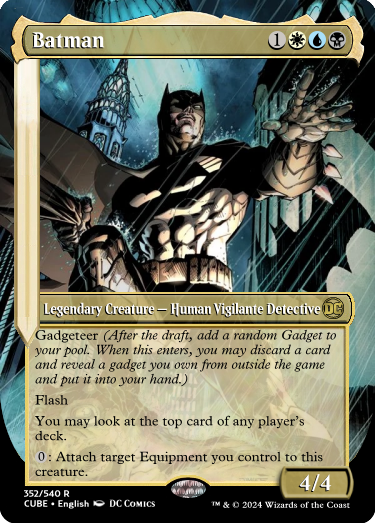 Batman 1
Legendary Creature — Human Vigilante Detective DC
Gadgeteer (After the draft, add a random Gadget to
your pool. When this enters, you may discard a card
and reveal a gadget you own from outside the game
and put it into your hand.)
Flash
You may look at the top card of any player's
deck.
0: Attach target Equipment you control to this
creature.
4/4
352/540 R
CUBE • English DC COMICS
™ & © 2024 Wizards of the Coast